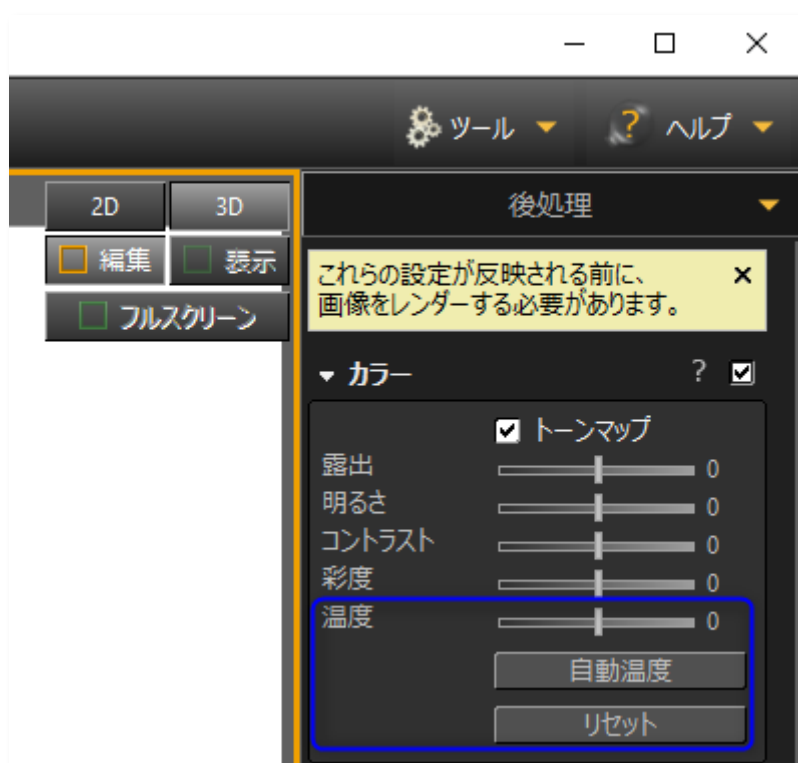 ツール ? ヘルプ
2D 3D 後処理
編集 表示
フルスクリーン
これらの設定が反映される前に、
画像をレンダーする必要があります。
カラー ?
トーンマップ
露出 0
明るさ 0
コントラスト 0
彩度 0
温度 0
自動温度
リセット